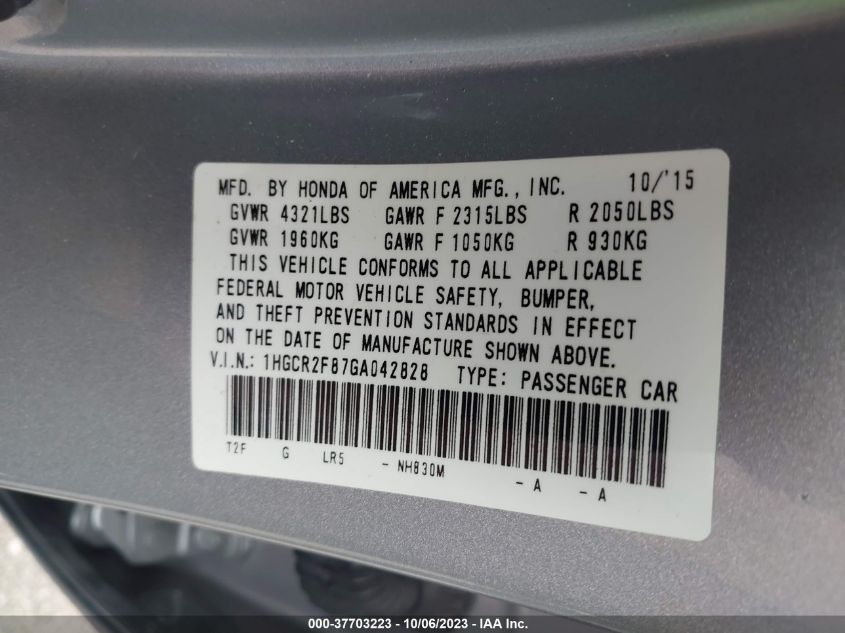 MFD. BY HONDA OF AMERICA MFG., INC. 10/'15
GVWR 4321LBS GAWR F 2315LBS R 2050LBS
GVWR 1960KG GAWR F 1050KG R 930KG
THIS VEHICLE CONFORMS TO ALL APPLICABLE
FEDERAL MOTOR VEHICLE SAFETY, BUMPER,
AND THEFT PREVENTION STANDARDS IN EFFECT
ON THE DATE OF MANUFACTURE SHOWN ABOVE.
V.I.N.: 1HGCR2F87GA042828 TYPE: PASSENGER CAR
T2F G LR5 - NH830M - A - A
000-37703223 - 10/06/2023 - IAA Inc.